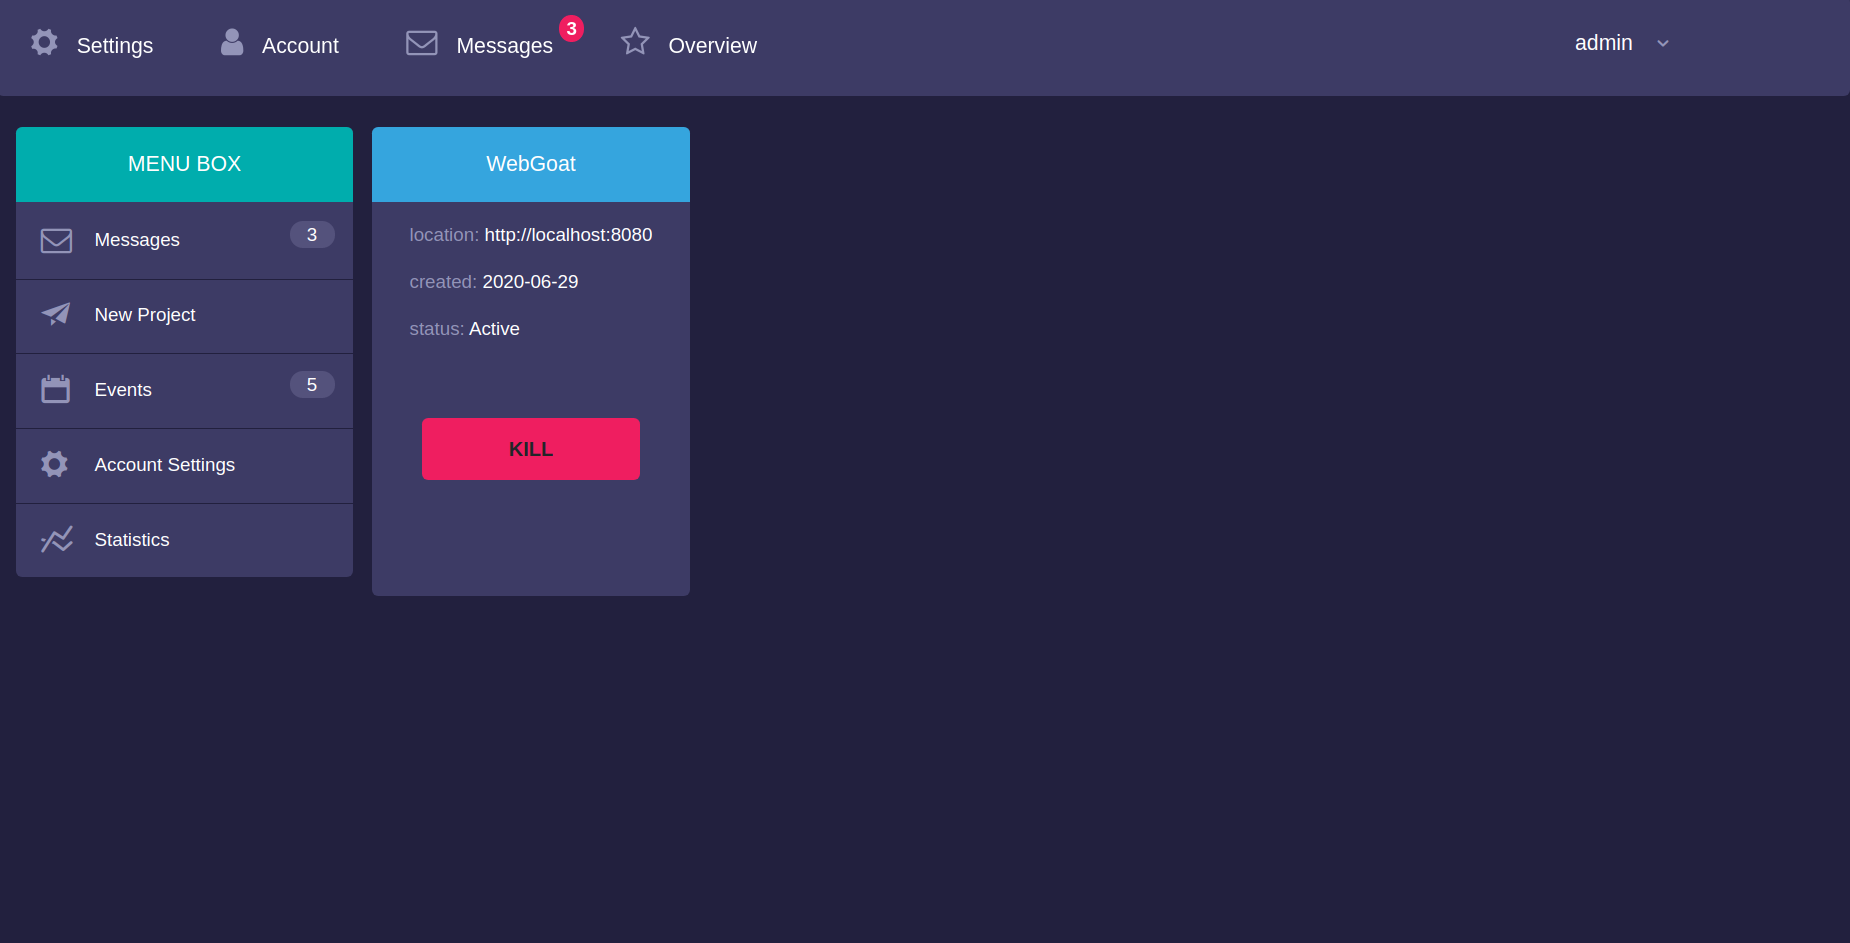 Settings
Account
Messages
3
Overview
admin
MENU BOX
Messages
3
New Project
Events
5
Account Settings
Statistics
WebGoat
location: http://localhost:8080
created: 2020-06-29
status: Active
KILL